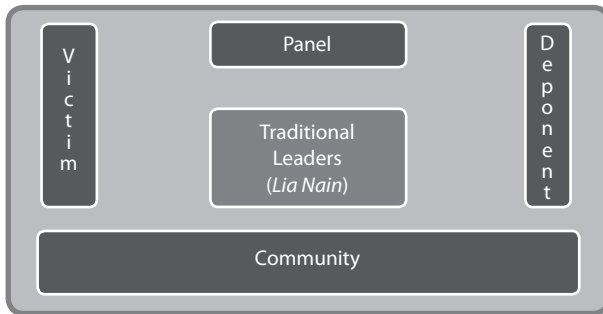 Victim
Panel
Deponent
Traditional
Leaders
(Lia Nain)
Community